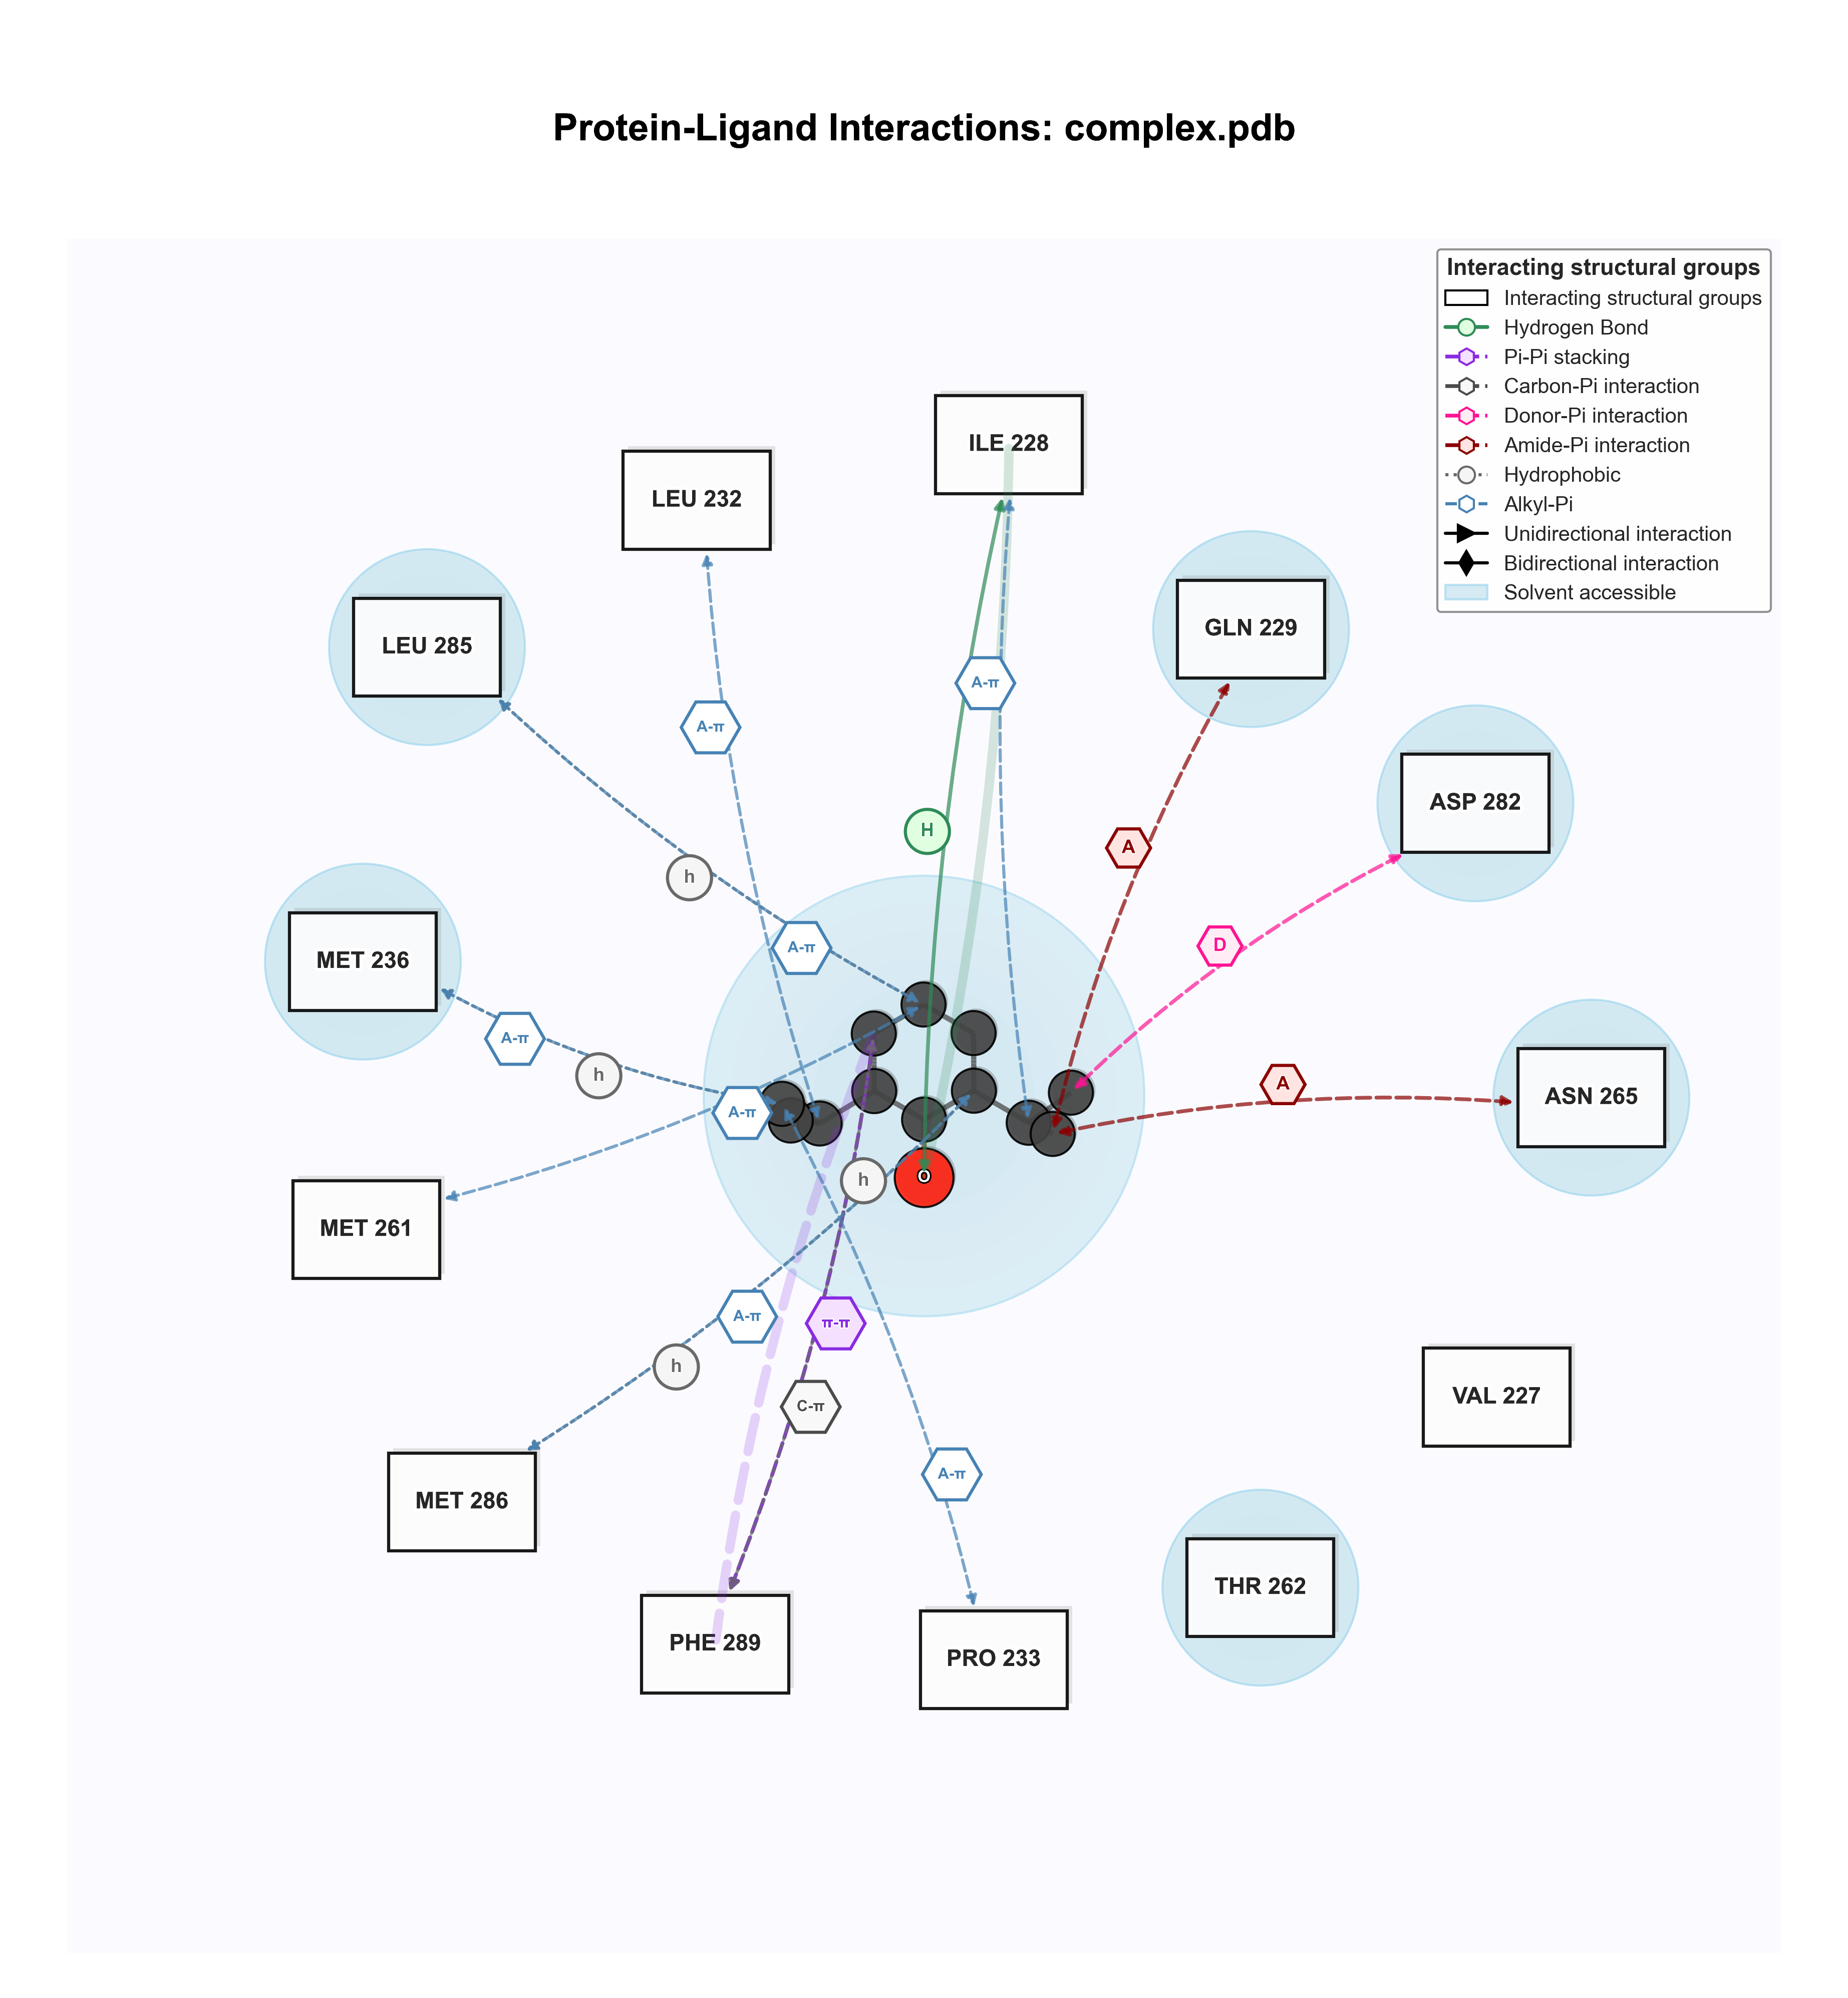 Protein-Ligand Interactions: complex.pdb
Interacting structural groups
Interacting structural groups
Hydrogen Bond
Pi-Pi stacking
Carbon-Pi interaction
Donor-Pi interaction
Amide-Pi interaction
Hydrophobic
Alkyl-Pi
Unidirectional interaction
Bidirectional interaction
Solvent accessible
ILE 228
LEU 232
GLN 229
LEU 285
A-π
A-π
ASP 282
H
A
h
D
A-π
MET 236
A-π
h
A
ASN 265
A-π
h
O
MET 261
A-π
π-π
h
C-π
VAL 227
A-π
MET 286
THR 262
PHE 289
PRO 233